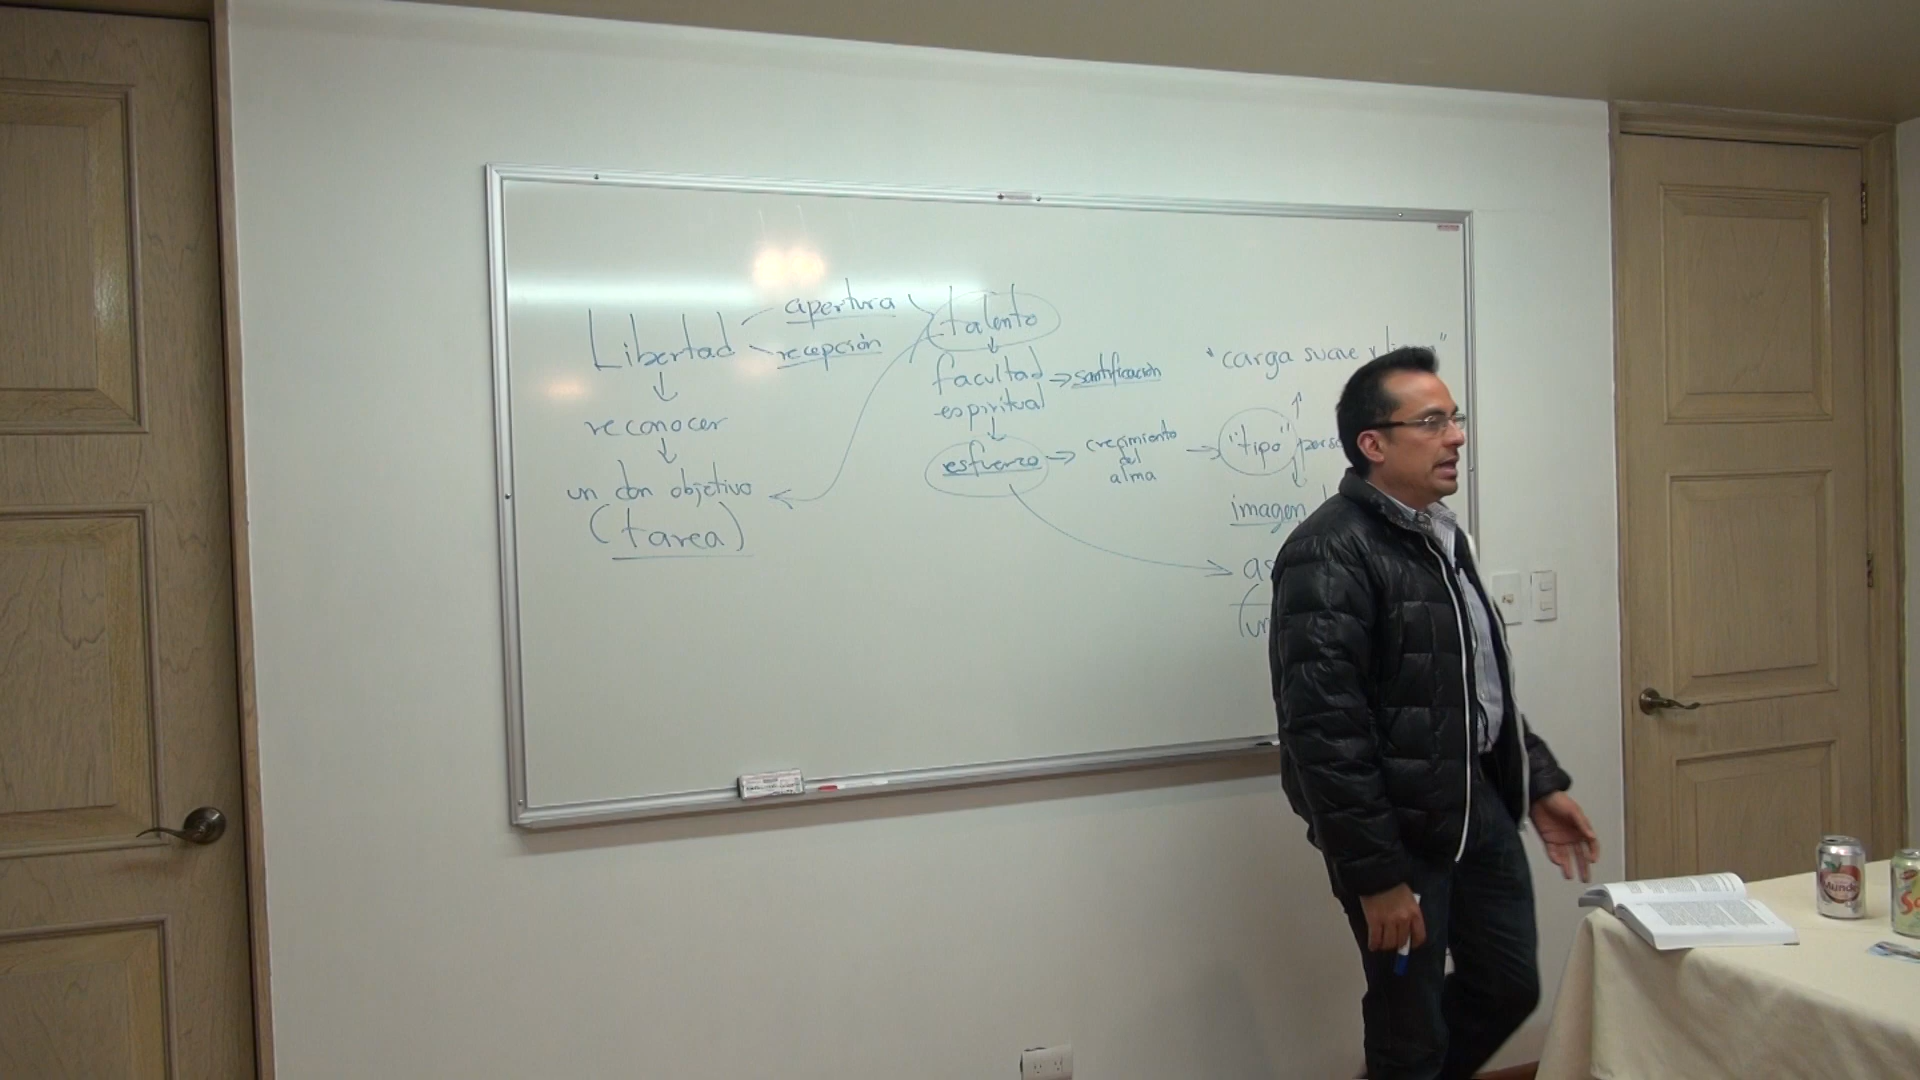 Libertad
apertura
recepción
↓
reconocer
↓
un don objetivo
(tarea)
talento
↓
facultad → santificación
espiritual
↓
esfuerzo → crecimiento
del
alma
→ "tipo"
"carga suave y
imagen
Mundet